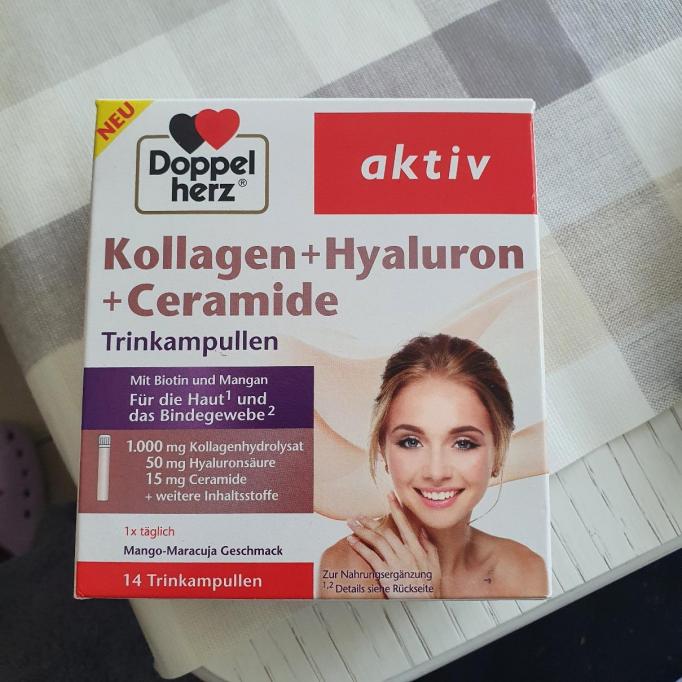 NEU
Doppel
herz®
aktiv
Kollagen+Hyaluron
+Ceramide
Trinkampullen
Mit Biotin und Mangan
Für die Haut¹ und
das Bindegewebe²
1.000 mg Kollagenhydrolysat
50 mg Hyaluronsäure
15 mg Ceramide
+ weitere Inhaltsstoffe
1x täglich
Mango-Maracuja Geschmack
14 Trinkampullen
Zur Nahrungsergänzung
¹,² Details siehe Rückseite